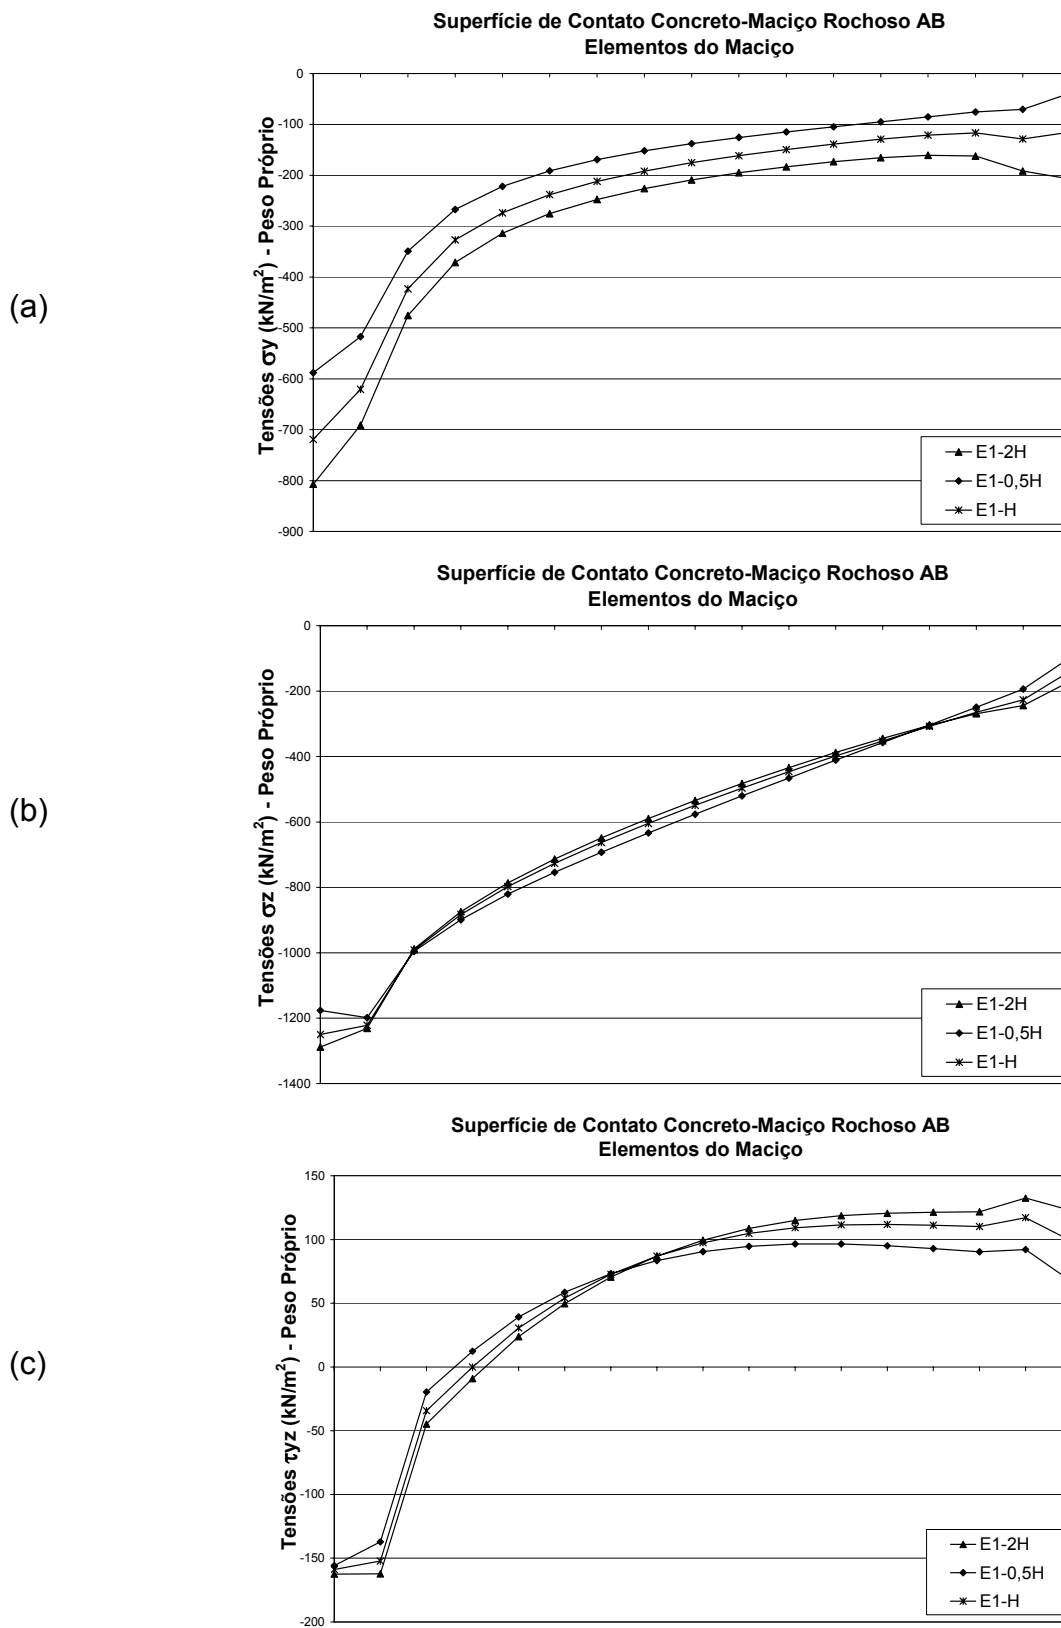 Superfície de Contato Concreto-Maciço Rochoso AB
Elementos do Maciço
(a)
Tensões σy (kN/m²) - Peso Próprio
0
-100
-200
-300
-400
-500
-600
-700
-800
-900
E1-2H
E1-0,5H
E1-H
Superfície de Contato Concreto-Maciço Rochoso AB
Elementos do Maciço
(b)
Tensões σz (kN/m²) - Peso Próprio
0
-200
-400
-600
-800
-1000
-1200
-1400
E1-2H
E1-0,5H
E1-H
Superfície de Contato Concreto-Maciço Rochoso AB
Elementos do Maciço
(c)
Tensões τyz (kN/m²) - Peso Próprio
150
100
50
0
-50
-100
-150
-200
E1-2H
E1-0,5H
E1-H